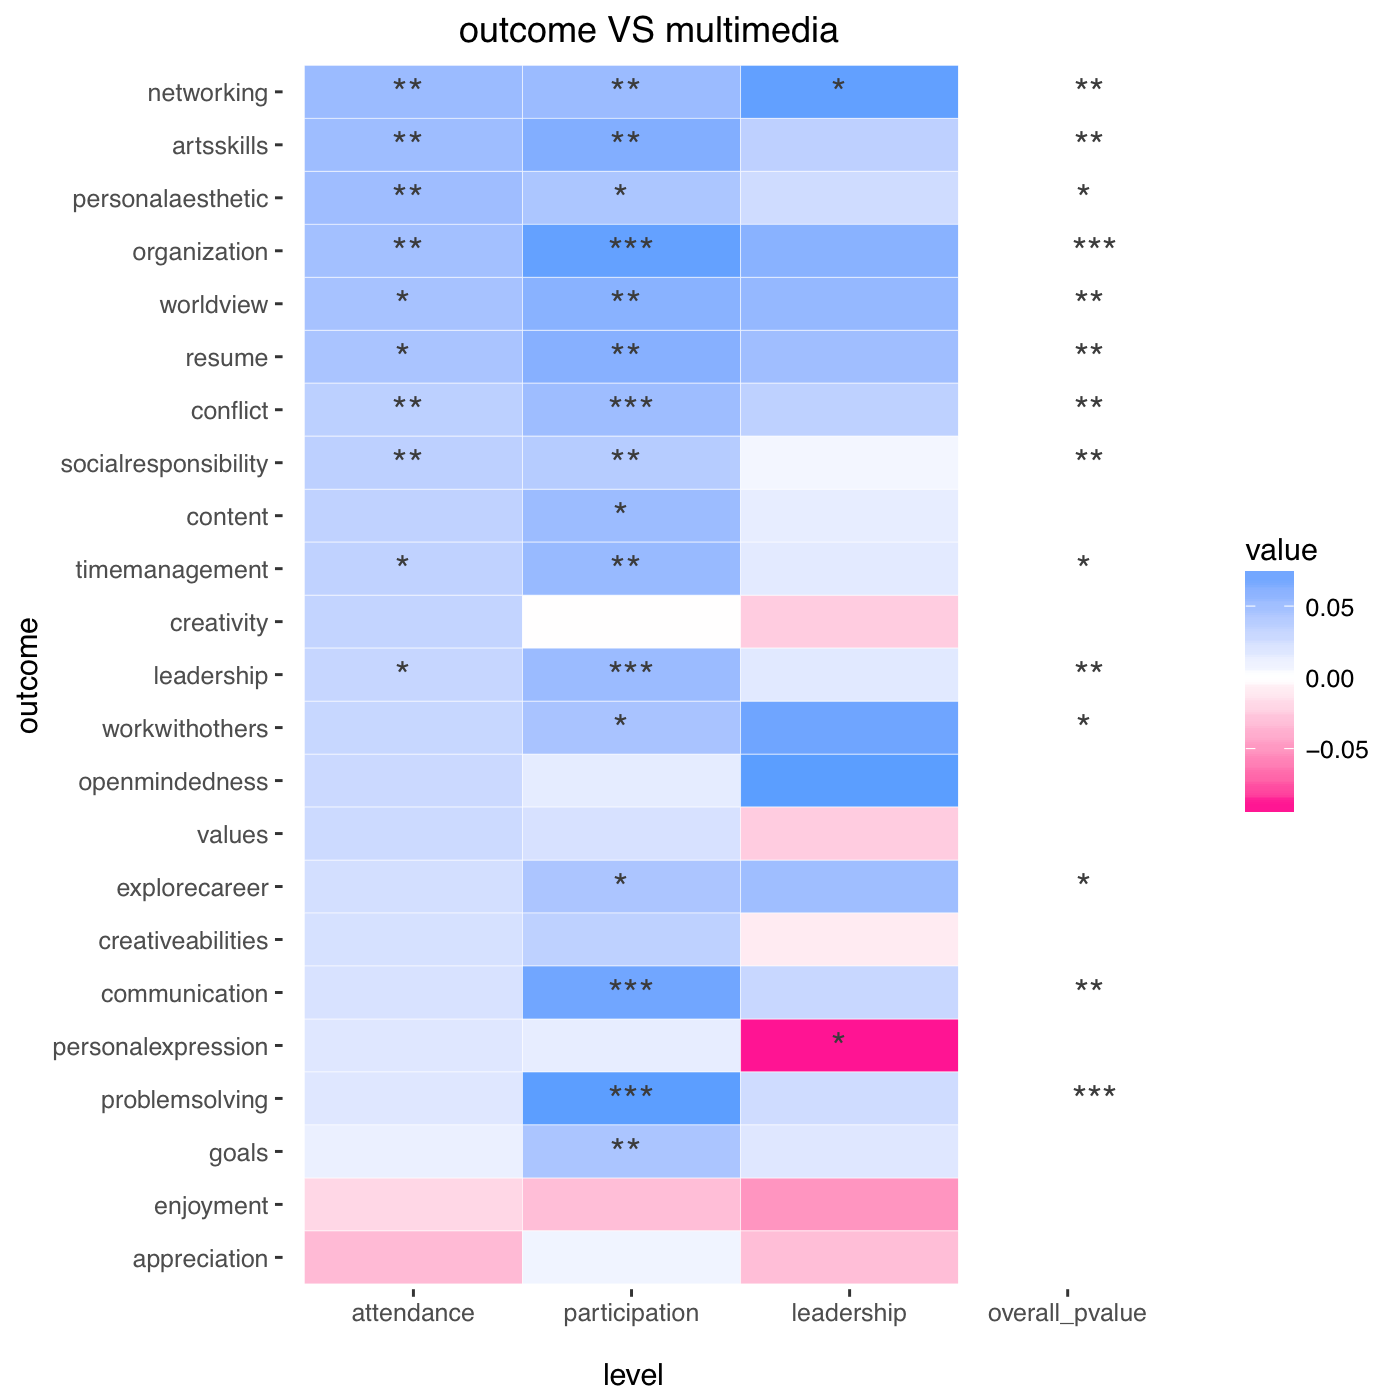 outcome VS multimedia
networking ** ** * **
artsskills ** ** **
personalaesthetic ** * *
organization ** *** ***
worldview * ** **
resume * ** **
conflict ** *** **
socialresponsibility ** ** **
content *
timemanagement * ** *
creativity
leadership * *** **
workwithothers * *
openmindedness
values
explorecareer * *
creativeabilities
communication *** **
personalexpression *
problemsolving *** ***
goals **
enjoyment
appreciation
attendance participation leadership overall_pvalue
level
outcome
value
0.05
0.00
−0.05